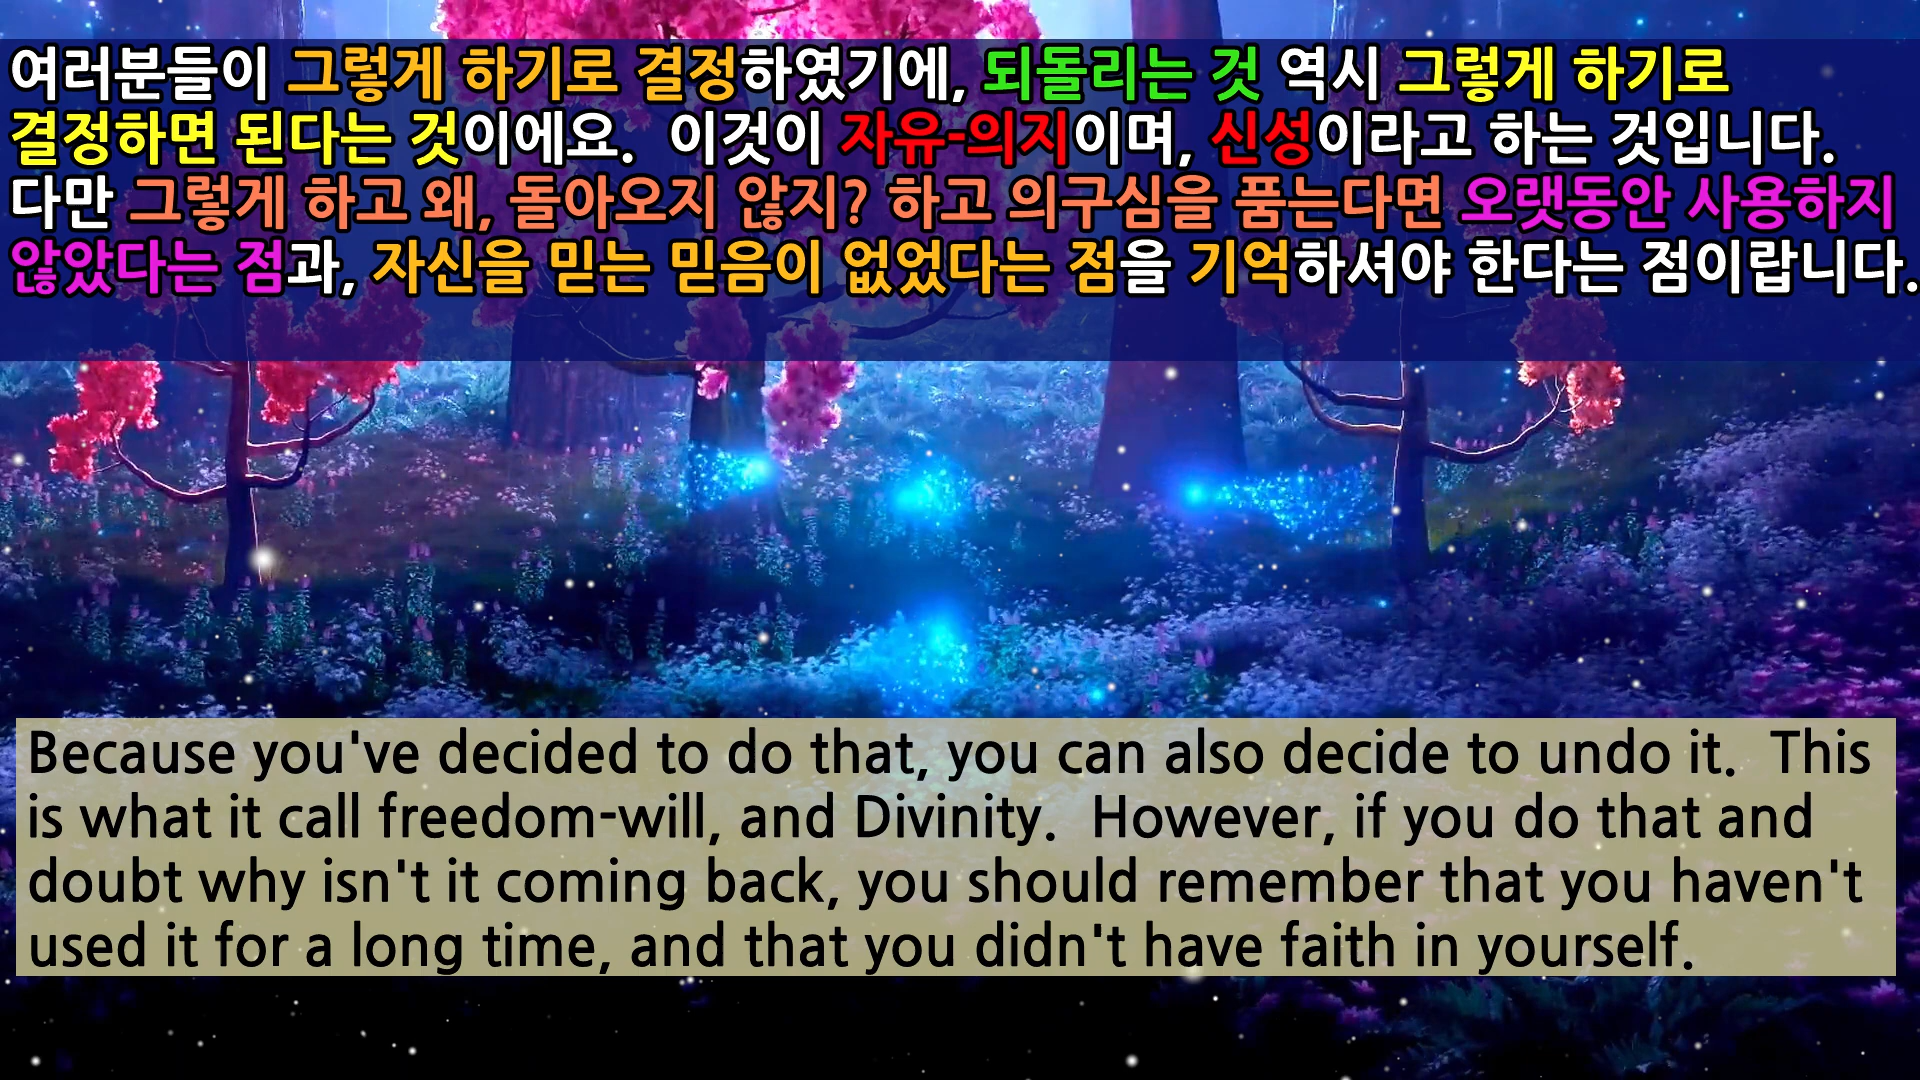 여러분들이 그렇게 하기로 결정하였기에, 되돌리는 것 역시 그렇게 하기로
결정하면 된다는 것이에요.  이것이 자유-의지이며, 신성이라고 하는 것입니다.
다만 그렇게 하고 왜, 돌아오지 않지? 하고 의구심을 품는다면 오랫동안 사용하지
않았다는 점과, 자신을 믿는 믿음이 없었다는 점을 기억하셔야 한다는 점이랍니다.
Because you've decided to do that, you can also decide to undo it.  This
is what it call freedom-will, and Divinity.  However, if you do that and
doubt why isn't it coming back, you should remember that you haven't
used it for a long time, and that you didn't have faith in yourself.